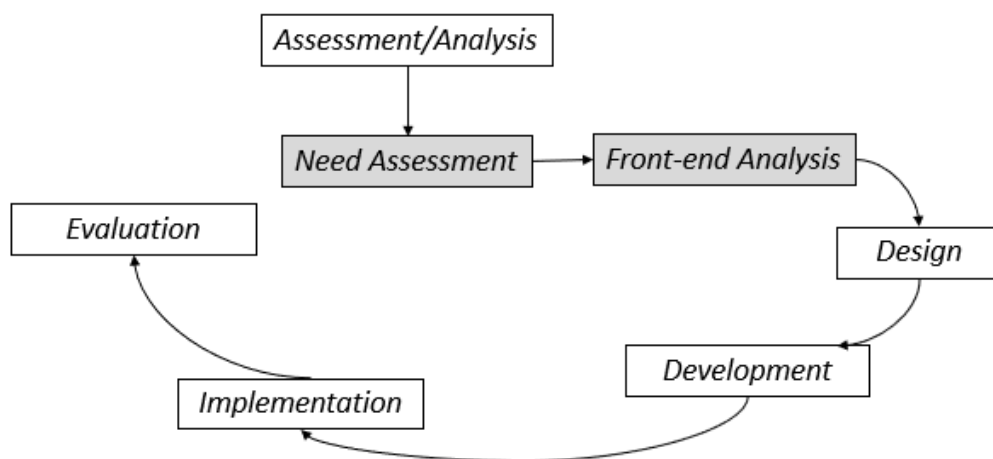 Assessment/Analysis
Need Assessment
Front-end Analysis
Evaluation
Design
Development
Implementation